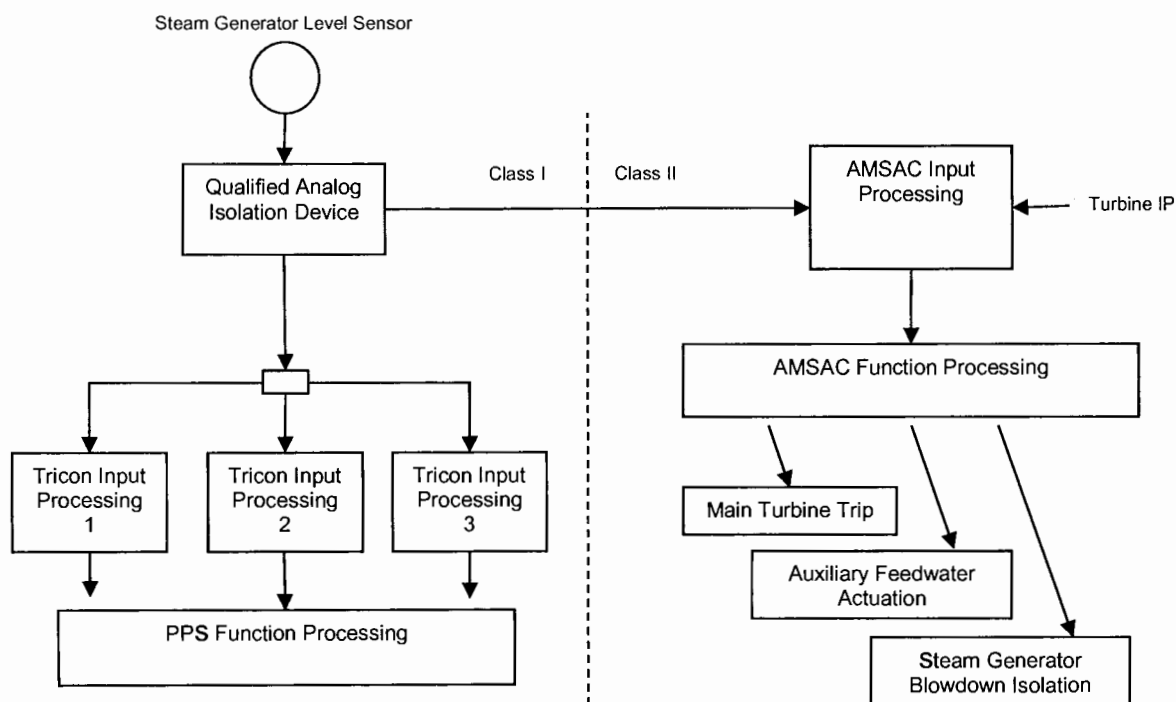 Steam Generator Level Sensor
Qualified Analog
Isolation Device
Class I
Class II
AMSAC Input
Processing
Turbine IP
AMSAC Function Processing
Tricon Input
Processing
1
Tricon Input
Processing
2
Tricon Input
Processing
3
Main Turbine Trip
Auxiliary Feedwater
Actuation
PPS Function Processing
Steam Generator
Blowdown Isolation